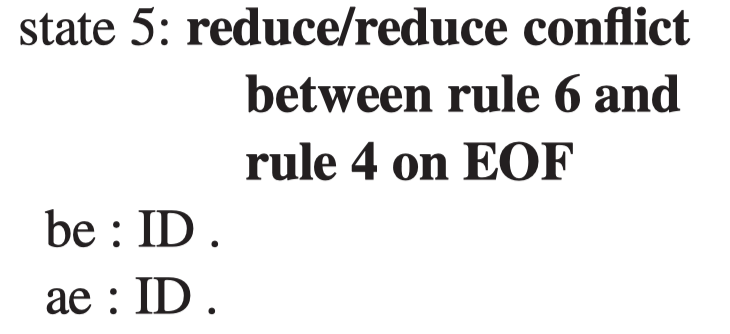 state 5: reduce/reduce conflict
between rule 6 and
rule 4 on EOF
be : ID .
ae : ID .